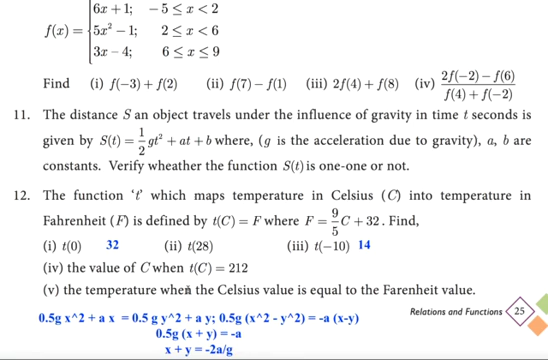 f(x) = { 6x + 1; −5 ≤ x < 2
5x² − 1; 2 ≤ x < 6
3x − 4; 6 ≤ x ≤ 9
Find (i) f(−3) + f(2) (ii) f(7) − f(1) (iii) 2f(4) + f(8) (iv) (2f(−2) − f(6)) / (f(4) + f(−2))
11. The distance S an object travels under the influence of gravity in time t seconds is
given by S(t) = 1/2 gt² + at + b where, (g is the acceleration due to gravity), a, b are
constants. Verify wheather the function S(t) is one-one or not.
12. The function ‘t’ which maps temperature in Celsius (C) into temperature in
Fahrenheit (F) is defined by t(C) = F where F = 9/5 C + 32. Find,
(i) t(0) 32 (ii) t(28) (iii) t(−10) 14
(iv) the value of C when t(C) = 212
(v) the temperature when the Celsius value is equal to the Farenheit value.
Relations and Functions 25
0.5g x^2 + a x = 0.5 g y^2 + a y; 0.5g (x^2 - y^2) = -a (x-y)
0.5g (x + y) = -a
x + y = -2a/g